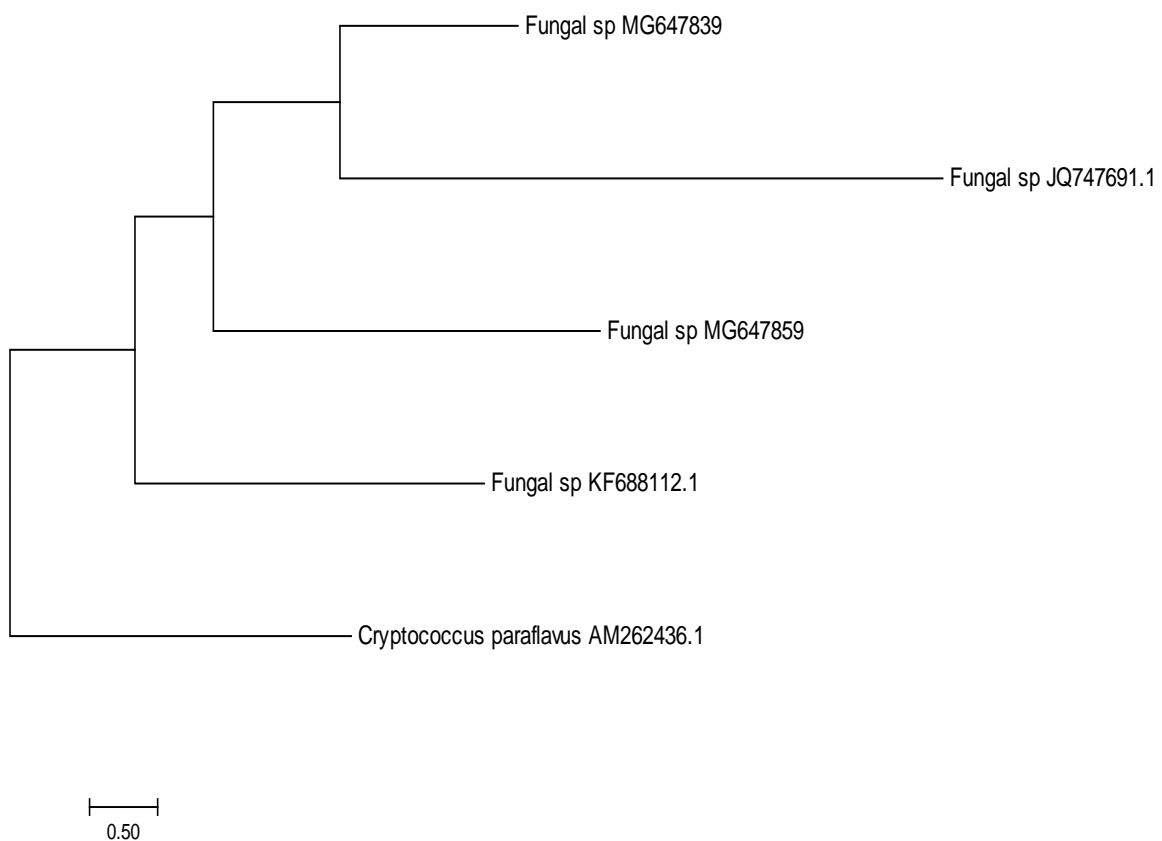 Fungal sp MG647839
Fungal sp JQ747691.1
Fungal sp MG647859
Fungal sp KF688112.1
Cryptococcus paraflavus AM262436.1
0.50